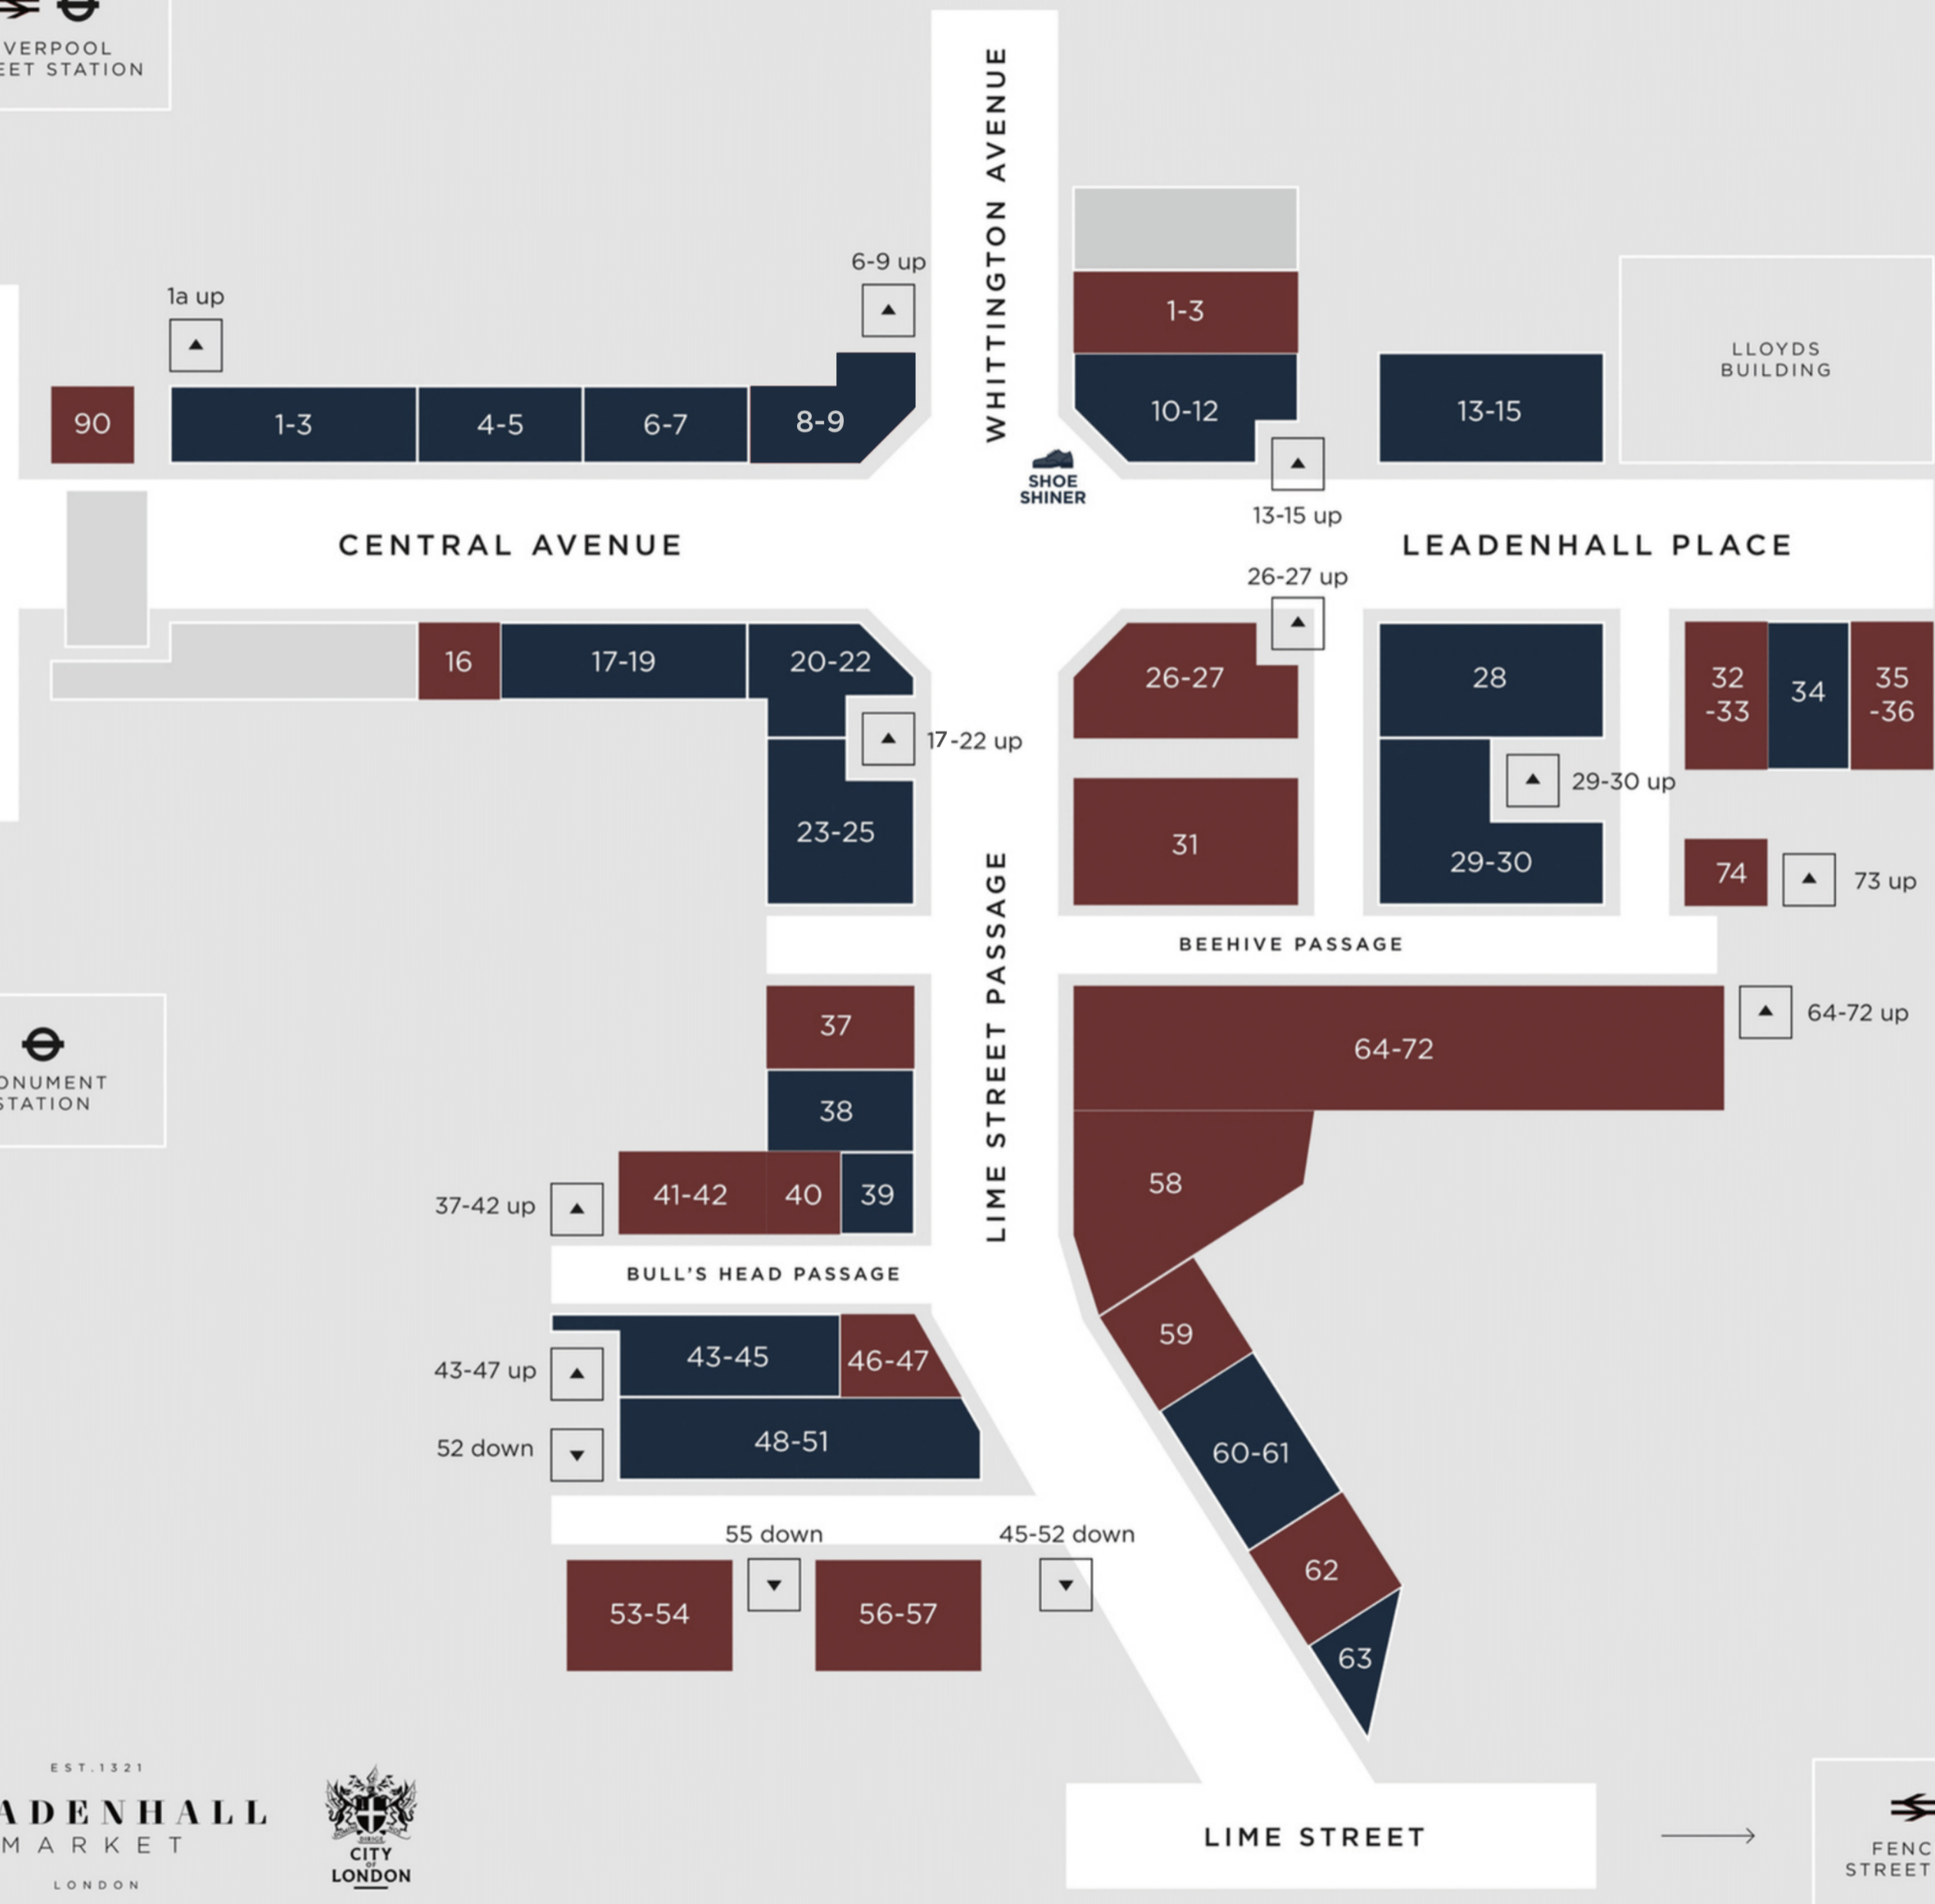 VERPOOL
EET STATION
WHITTINGTON AVENUE
6-9 up
1a up
1-3
LLOYDS
BUILDING
90
1-3
4-5
6-7
8-9
10-12
13-15
SHOE
SHINER
13-15 up
CENTRAL AVENUE
LEADENHALL PLACE
26-27 up
16
17-19
20-22
26-27
28
32
-33
34
35
-36
17-22 up
29-30 up
23-25
31
29-30
74
73 up
LIME STREET PASSAGE
BEEHIVE PASSAGE
37
64-72
64-72 up
ONUMENT
STATION
38
37-42 up
41-42
40
39
58
BULL'S HEAD PASSAGE
59
43-47 up
43-45
46-47
52 down
48-51
60-61
55 down
45-52 down
62
53-54
56-57
63
EST.1321
ADENHALL
MARKET
LONDON
DIRIGE
CITY
OF
LONDON
LIME STREET
FENC
STREET